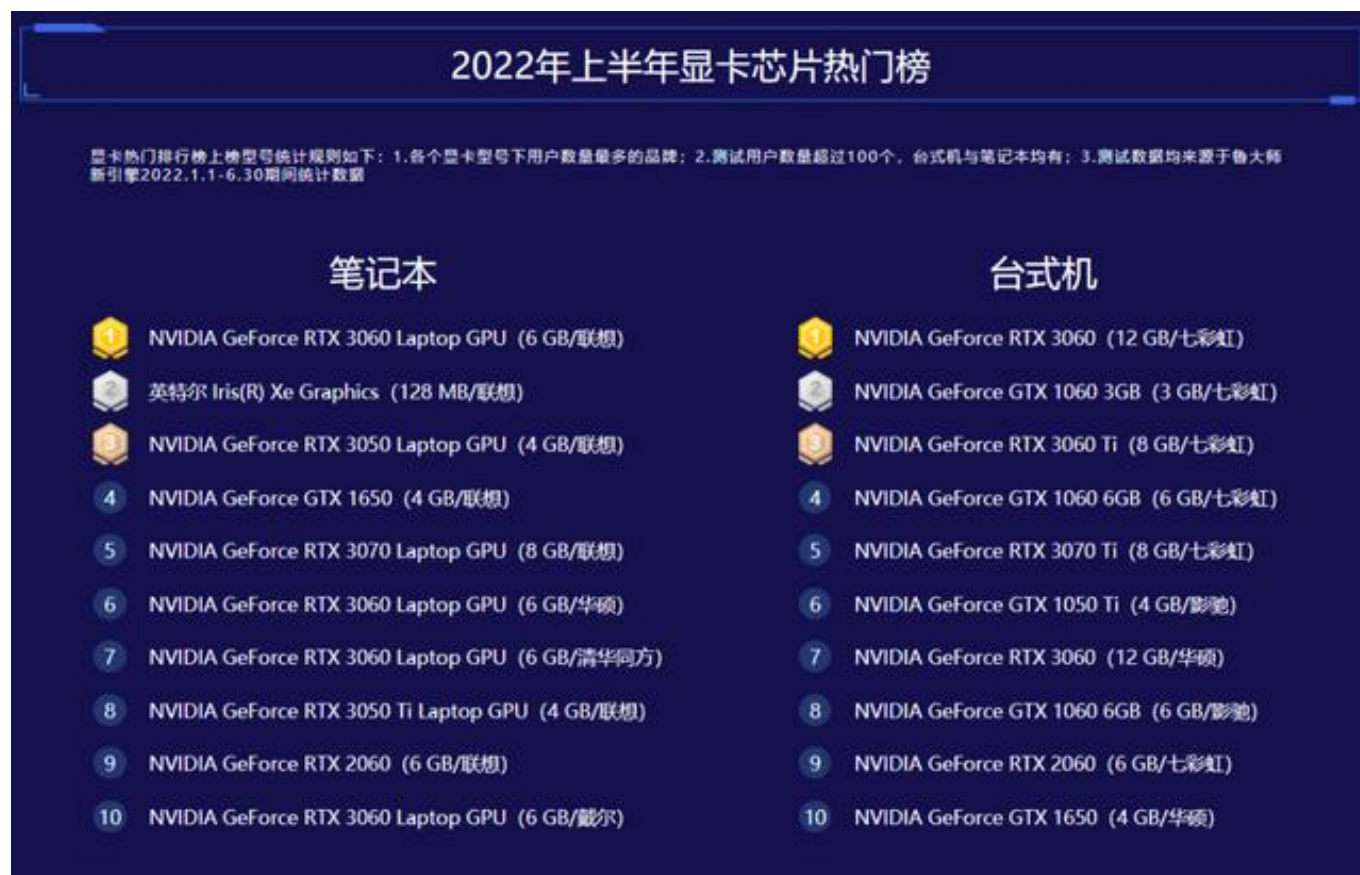 2022年上半年显卡芯片热门榜
显卡热门排行榜上榜型号统计规则如下：1.各个显卡型号下用户数量最多的品牌；2.测试用户数量超过100个，台式机与笔记本均有；3.测试数据均来源于鲁大师
新引擎2022.1.1-6.30期间统计数据
笔记本
1 NVIDIA GeForce RTX 3060 Laptop GPU (6 GB/联想)
2 英特尔 Iris(R) Xe Graphics (128 MB/联想)
3 NVIDIA GeForce RTX 3050 Laptop GPU (4 GB/联想)
4 NVIDIA GeForce GTX 1650 (4 GB/联想)
5 NVIDIA GeForce RTX 3070 Laptop GPU (8 GB/联想)
6 NVIDIA GeForce RTX 3060 Laptop GPU (6 GB/华硕)
7 NVIDIA GeForce RTX 3060 Laptop GPU (6 GB/清华同方)
8 NVIDIA GeForce RTX 3050 Ti Laptop GPU (4 GB/联想)
9 NVIDIA GeForce RTX 2060 (6 GB/联想)
10 NVIDIA GeForce RTX 3060 Laptop GPU (6 GB/戴尔)
台式机
1 NVIDIA GeForce RTX 3060 (12 GB/七彩虹)
2 NVIDIA GeForce GTX 1060 3GB (3 GB/七彩虹)
3 NVIDIA GeForce RTX 3060 Ti (8 GB/七彩虹)
4 NVIDIA GeForce GTX 1060 6GB (6 GB/七彩虹)
5 NVIDIA GeForce RTX 3070 Ti (8 GB/七彩虹)
6 NVIDIA GeForce GTX 1050 Ti (4 GB/影驰)
7 NVIDIA GeForce RTX 3060 (12 GB/华硕)
8 NVIDIA GeForce GTX 1060 6GB (6 GB/影驰)
9 NVIDIA GeForce RTX 2060 (6 GB/七彩虹)
10 NVIDIA GeForce GTX 1650 (4 GB/华硕)